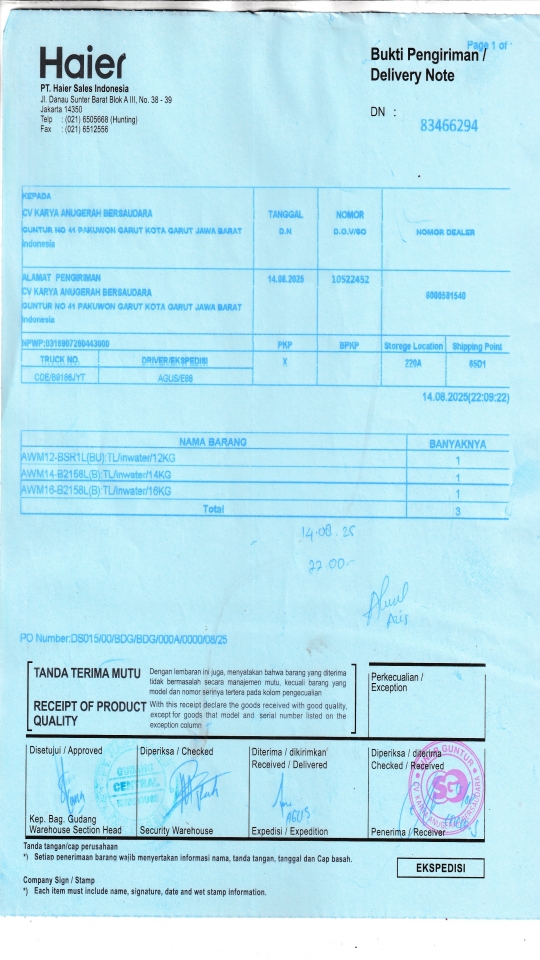 Page 1 of
Haier
Bukti Pengiriman /
Delivery Note
PT. Haier Sales Indonesia
Jl. Danau Sunter Barat Blok A III, No. 38 - 39
Jakarta 14350
Telp : (021) 6505668 (Hunting)
Fax : (021) 6512556
DN :
83466294
KEPADA
CV KARYA ANUGERAH BERSAUDARA
GUNTUR NO 41 PAKUWON GARUT KOTA GARUT JAWA BARAT
Indonesia
TANGGAL
D.N
NOMOR
D.O.V/SO
NOMOR DEALER
ALAMAT PENGIRIMAN
CV KARYA ANUGERAH BERSAUDARA
GUNTUR NO 41 PAKUWON GARUT KOTA GARUT JAWA BARAT
Indonesia
14.08.2025
10522452
NPWP:0316907260443000
PKP
BPKP
Storege Location
Shipping Point
TRUCK NO.
DRIVER/EKSPEDISI
X
220A
65D1
AGUS/E66
14.08.2025(22:09:22)
NAMA BARANG
BANYAKNYA
AWM12-BSR1L(BU):TL/inwater/12KG
1
AWM14-B2158L(B):TL/inwater/14KG
1
AWM16-B2158L(B):TL/inwater/16KG
1
Total
3
14.08.25
22.00-
Azis
PO Number:DS015/00/BDG/BDG/000A/0000/08/25
TANDA TERIMA MUTU
Dengan lembaran ini juga, menyatakan bahwa barang yang diterima
tidak bermasalah secara manajemen mutu, kecuali barang yang
model dan nomor serinya tertera pada kolom pengecualian
RECEIPT OF PRODUCT
QUALITY
With this receipt declare the goods received with good quality,
except for goods that model and serial number listed on the
exception column
Perkecualian /
Exception
Disetujui / Approved
Diperiksa / Checked
Diterima / dikirimkan
Received / Delivered
Diperiksa / diterima
Checked / Received
CENTRAL
SG
AGUS
Kep. Bag. Gudang
Warehouse Section Head
Security Warehouse
Expedisi / Expedition
Penerima / Receiver
Tanda tangan/cap perusahaan
*) Setiap penerimaan barang wajib menyertakan informasi nama, tanda tangan, tanggal dan Cap basah.
EKSPEDISI
Company Sign / Stamp
*) Each item must include name, signature, date and wet stamp information.